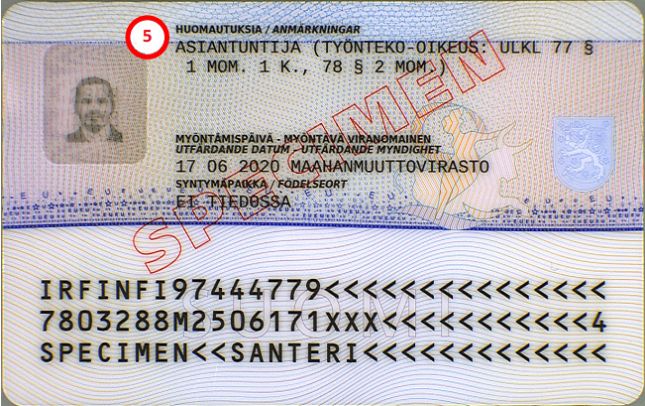 5
HUOMAUTUKSIA / ANMÄRKNINGAR
ASIANTUNTIJA (TYÖNTEKO-OIKEUS: ULKL 77 §
1 MOM. 1 K., 78 § 2 MOM.)
MYÖNTÄMISPÄIVÄ - MYÖNTÄVÄ VIRANOMAINEN
UTFÄRDANDE DATUM - UTFÄRDANDE MYNDIGHET
17 06 2020 MAAHANMUUTTOVIRASTO
SYNTYMÄPAIKKA / FÖDELSEORT
EI TIEDOSSA
SPECIMEN
SUOMI
IRFINFI97444779<<<<<<<<<<<<<<<
7803288M2506171XXX<<<<<<<<<<<4
SPECIMEN<<SANTERI<<<<<<<<<<<<<